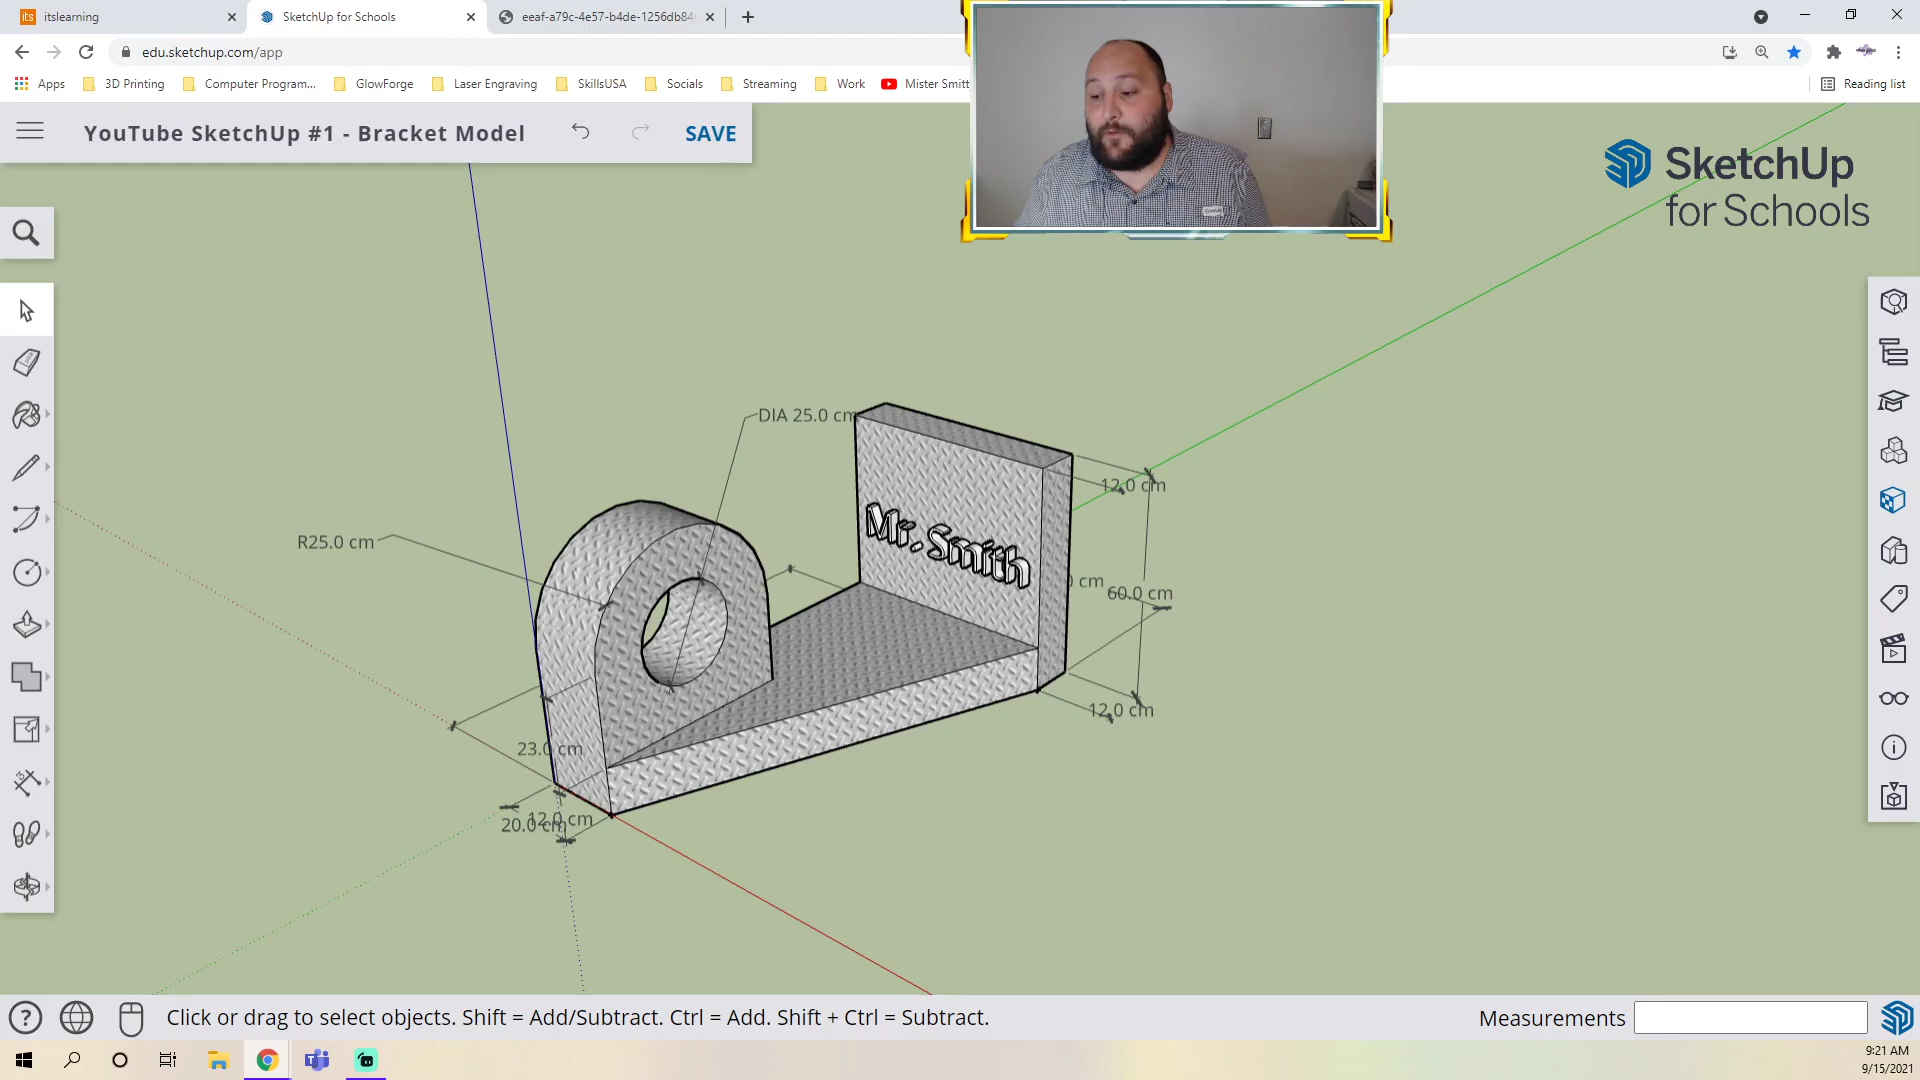 itslearning
SketchUp for Schools
eeaf-a79c-4e57-b4de-1256db84
edu.sketchup.com/app
Apps
3D Printing
Computer Program...
GlowForge
Laser Engraving
SkillsUSA
Socials
Streaming
Work
Mister Smitt
Reading list
YouTube SketchUp #1 - Bracket Model
SAVE
SketchUp
for Schools
DIA 25.0 cm
12.0 cm
Mr. Smith
R25.0 cm
cm
60.0 cm
12.0 cm
23.0 cm
12.0 cm
20.0 cm
Click or drag to select objects. Shift = Add/Subtract. Ctrl = Add. Shift + Ctrl = Subtract.
Measurements
9:21 AM
9/15/2021